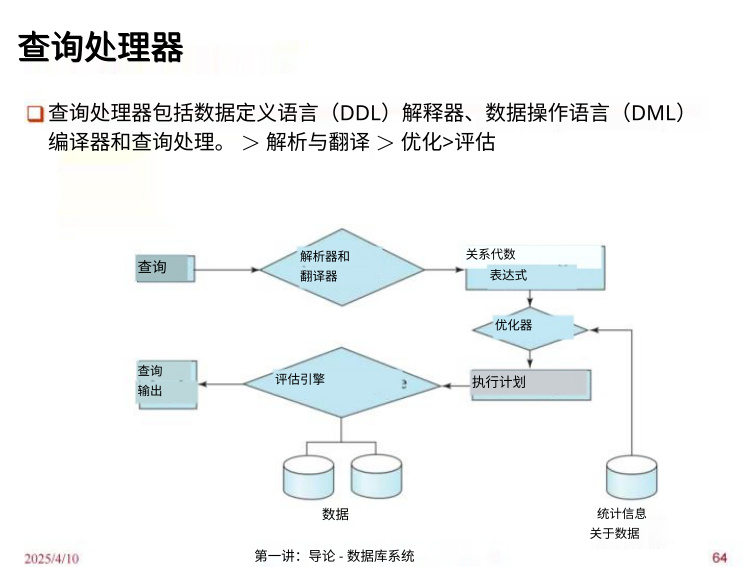 查询处理器
查询处理器包括数据定义语言（DDL）解释器、数据操作语言（DML）
编译器和查询处理。 ＞ 解析与翻译 ＞ 优化>评估
查询
解析器和
翻译器
关系代数
表达式
优化器
执行计划
评估引擎
查询
输出
数据
统计信息
关于数据
2025/4/10
第一讲：导论 - 数据库系统
64